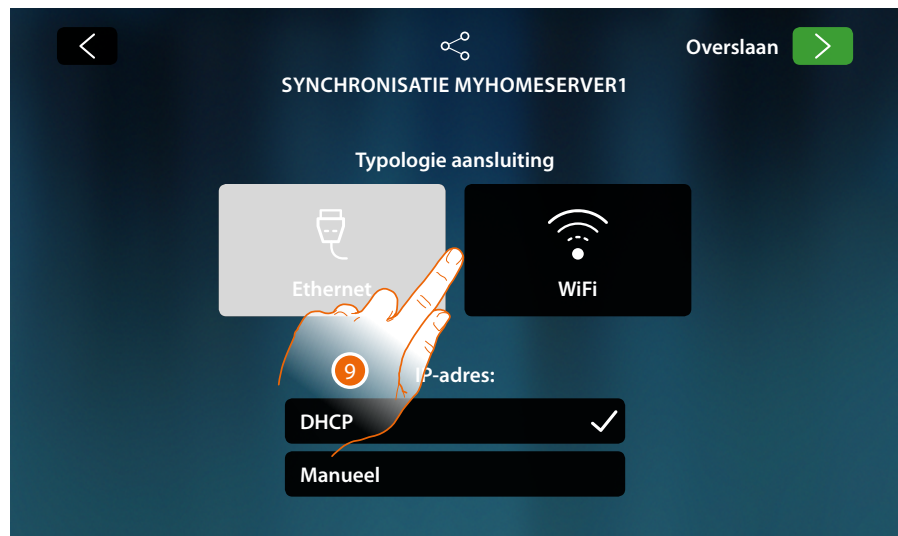 Overslaan
SYNCHRONISATIE MYHOMESERVER1
Typologie aansluiting
Ethernet
WiFi
9
IP-adres:
DHCP
Manueel